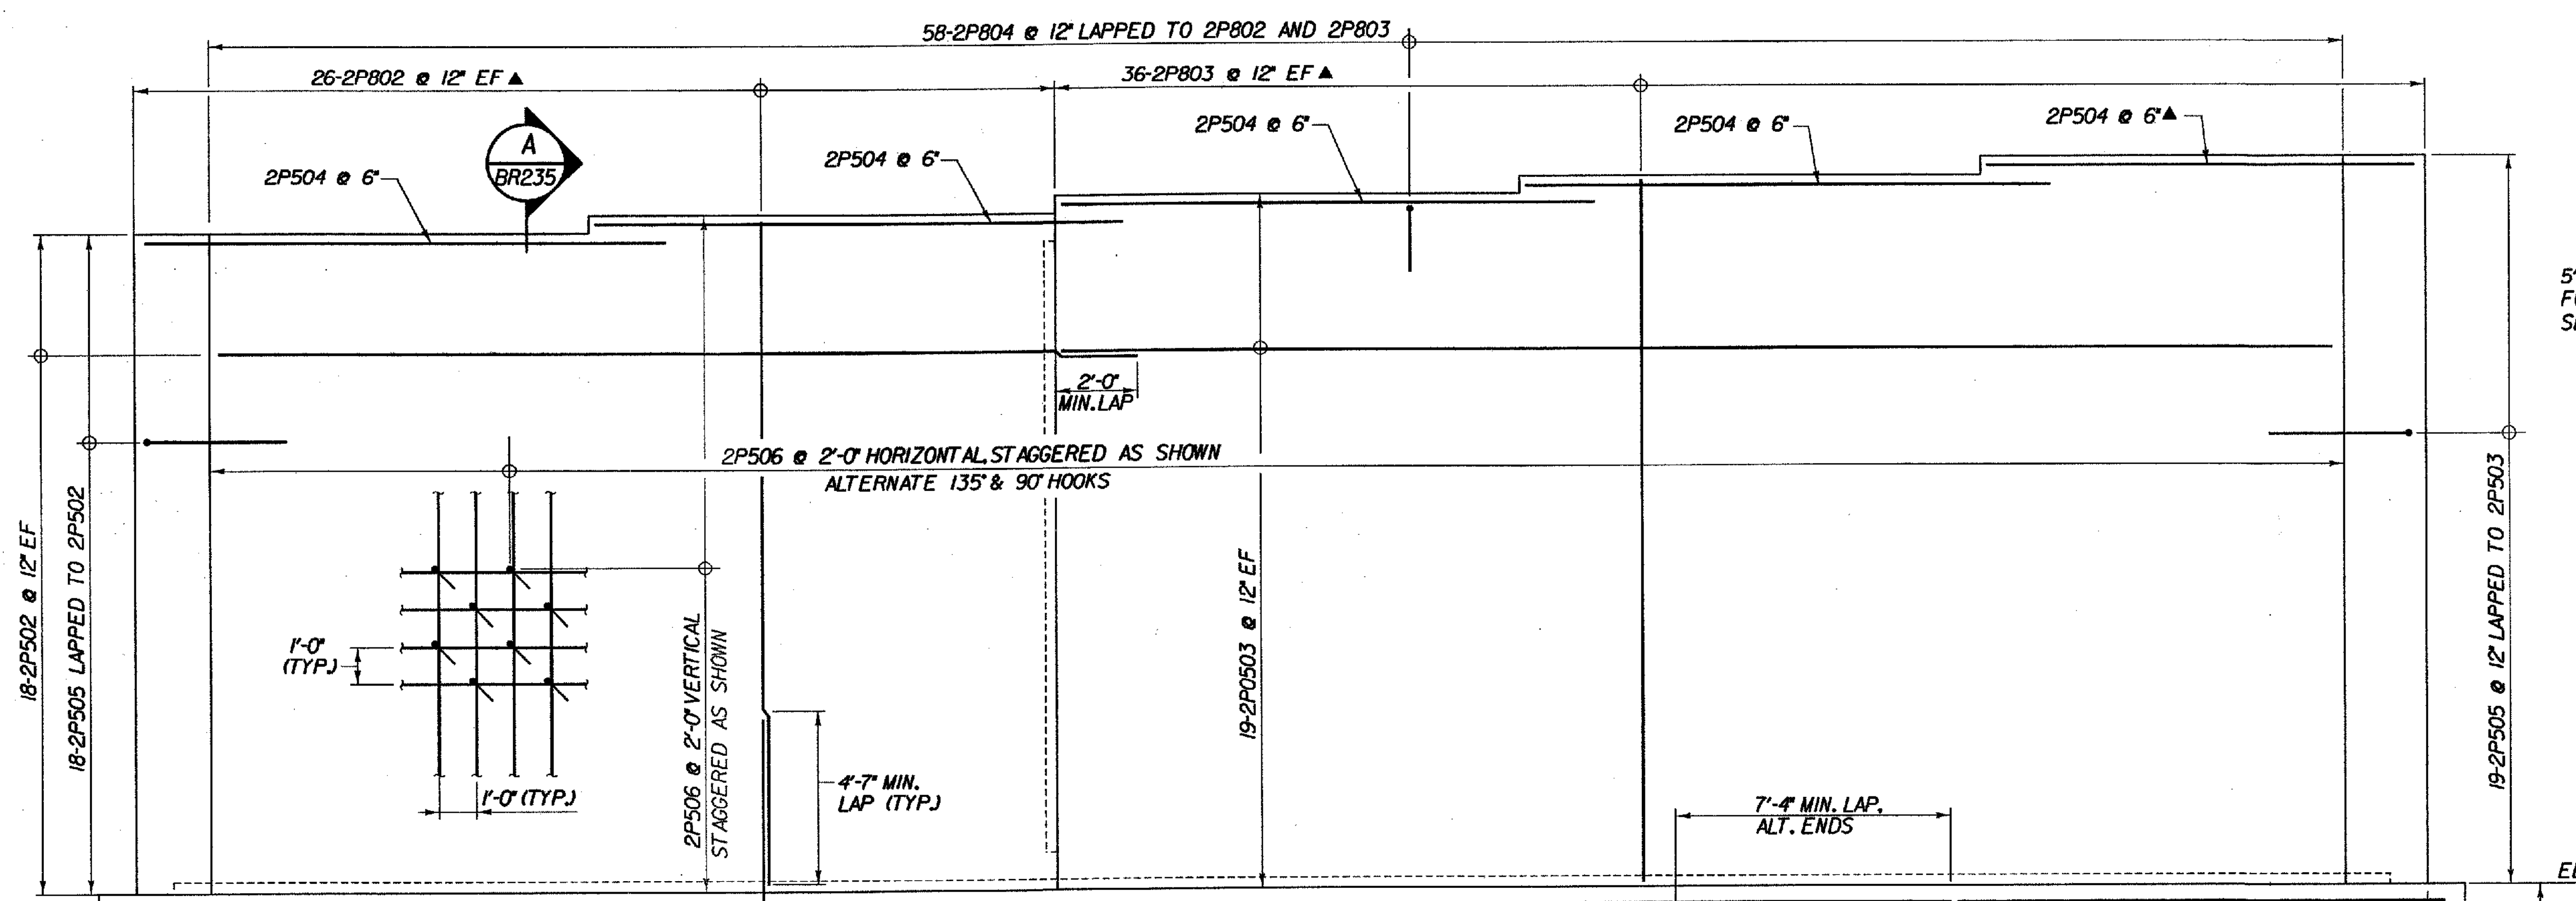 58-2P804 @ 12" LAPPED TO 2P802 AND 2P803
26-2P802 @ 12" EF ▲
36-2P803 @ 12" EF ▲
2P504 @ 6"
A
BR235
2P504 @ 6"
2P504 @ 6"
2P504 @ 6"
2P504 @ 6"▲
2'-0"
MIN. LAP
2P506 @ 2'-0" HORIZONTAL, STAGGERED AS SHOWN
ALTERNATE 135° & 90° HOOKS
18-2P502 @ 12" EF
18-2P505 LAPPED TO 2P502
1'-0"
(TYP.)
1'-0" (TYP.)
2P506 @ 2'-0" VERTICAL
STAGGERED AS SHOWN
4'-7" MIN.
LAP (TYP.)
19-2P0503 @ 12" EF
7'-4" MIN. LAP,
ALT. ENDS
19-2P505 @ 12" LAPPED TO 2P503